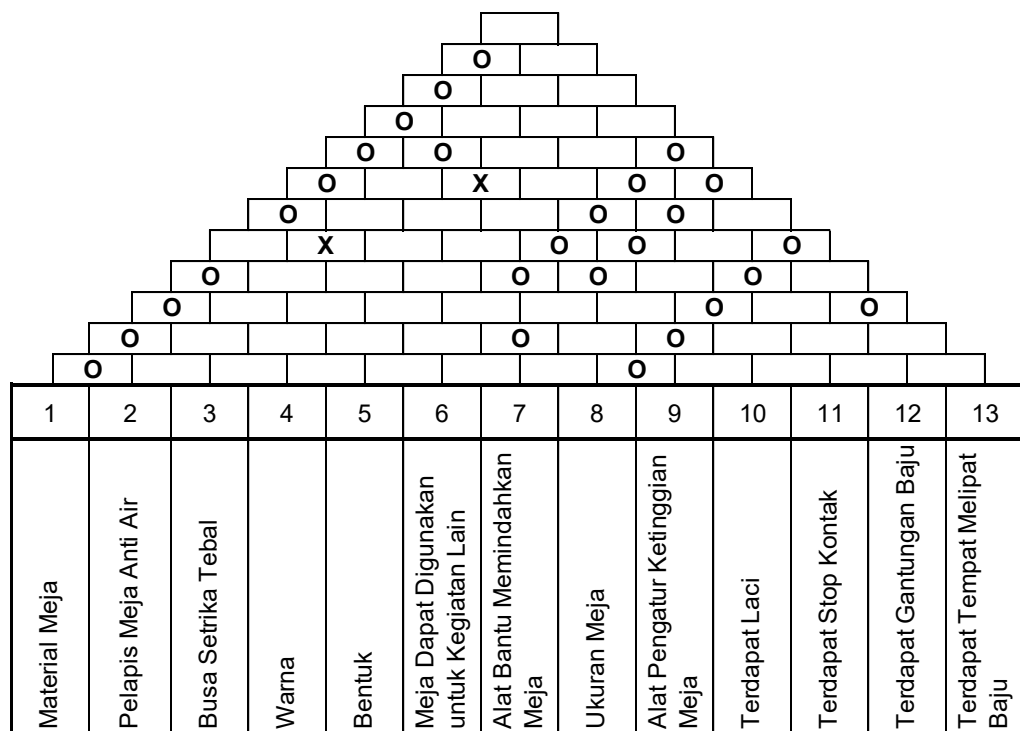 O
O
O
O O O
O X O O
O O O
X O O O
O O O O
O O O
O O O
O O
1 2 3 4 5 6 7 8 9 10 11 12 13
Material Meja
Pelapis Meja Anti Air
Busa Setrika Tebal
Warna
Bentuk
Meja Dapat Digunakan
untuk Kegiatan Lain
Alat Bantu Memindahkan
Meja
Ukuran Meja
Alat Pengatur Ketinggian
Meja
Terdapat Laci
Terdapat Stop Kontak
Terdapat Gantungan Baju
Terdapat Tempat Melipat
Baju